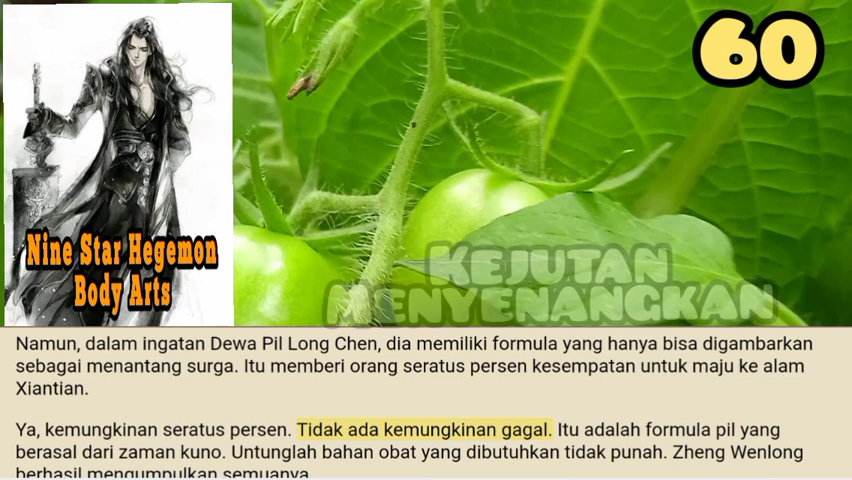 60
Nine Star Hegemon
Body Arts
KEJUTAN
MENYENANGKAN
Namun, dalam ingatan Dewa Pil Long Chen, dia memiliki formula yang hanya bisa digambarkan
sebagai menantang surga. Itu memberi orang seratus persen kesempatan untuk maju ke alam
Xiantian.
Ya, kemungkinan seratus persen. Tidak ada kemungkinan gagal. Itu adalah formula pil yang
berasal dari zaman kuno. Untunglah bahan obat yang dibutuhkan tidak punah. Zheng Wenlong
berhasil mengumpulkan semuanya